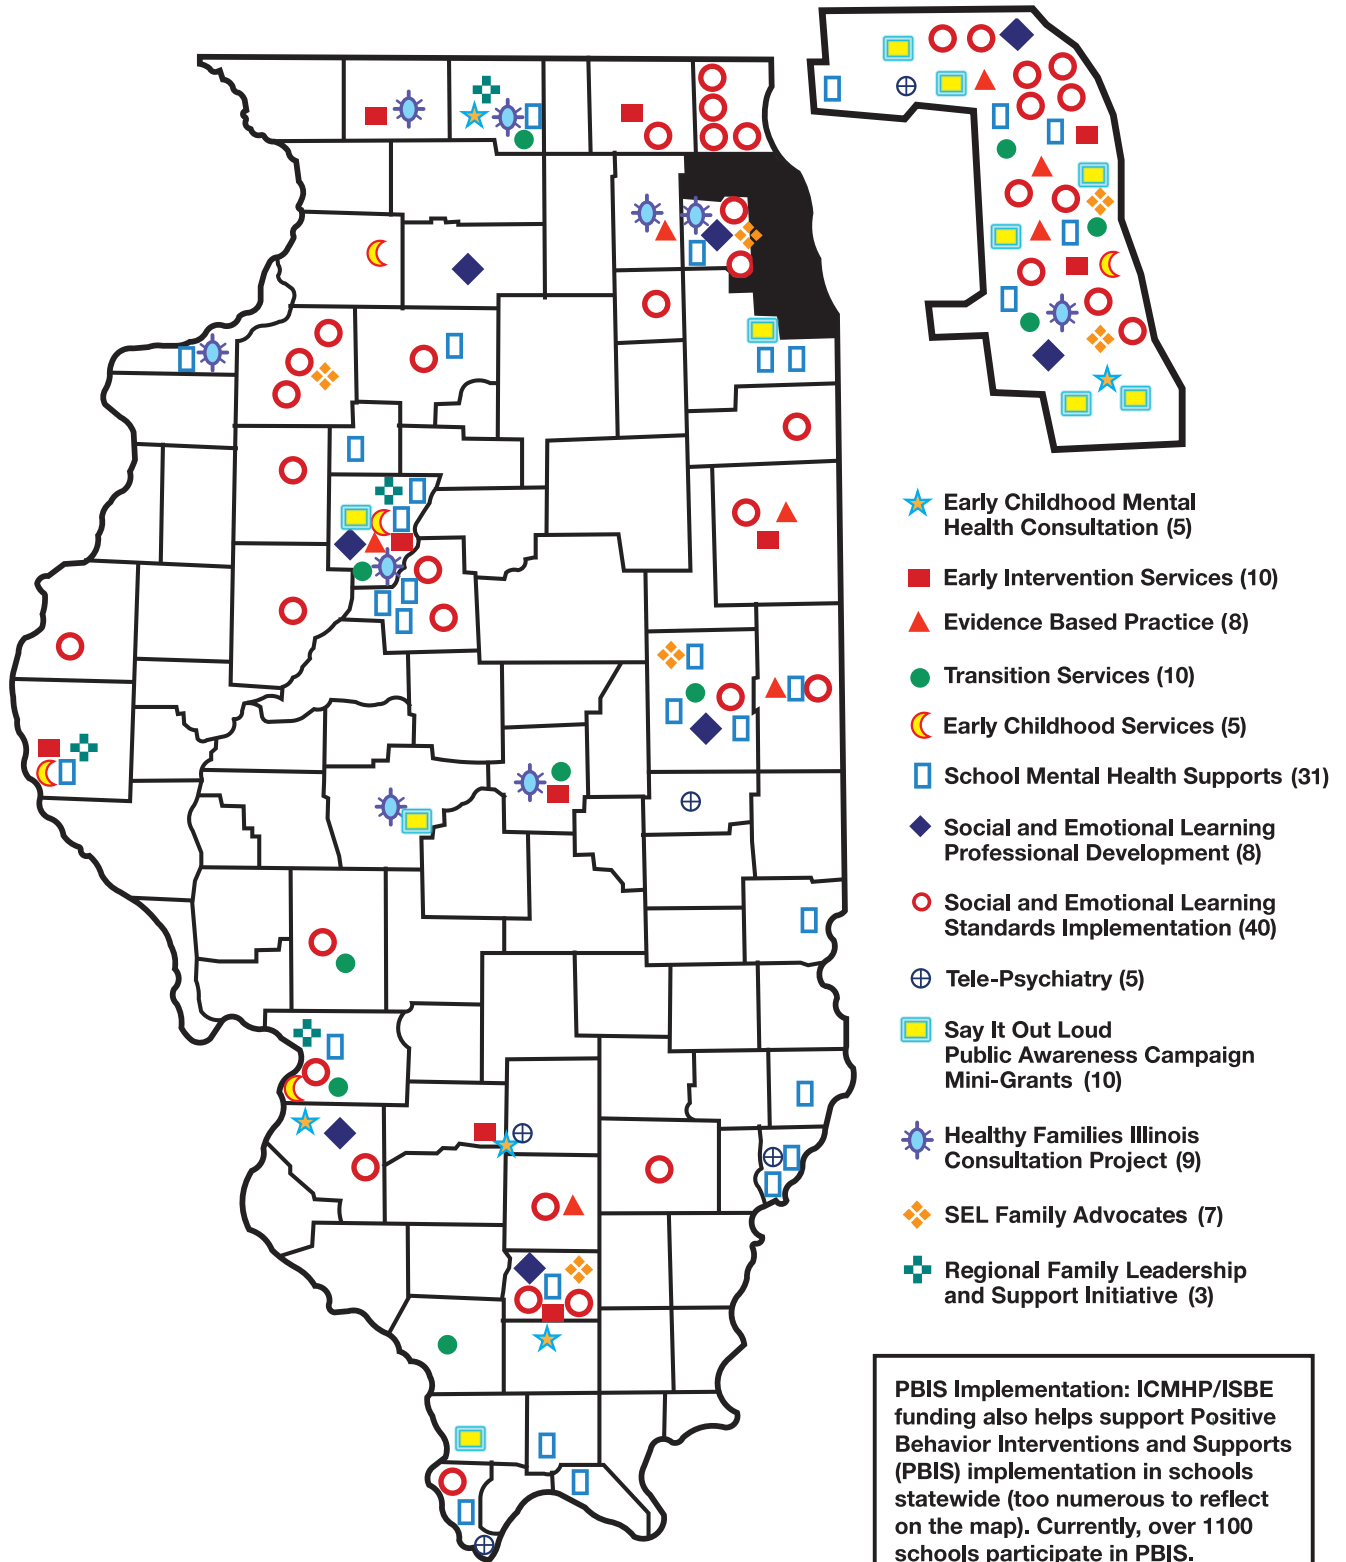 Early Childhood Mental
Health Consultation (5)
Early Intervention Services (10)
Evidence Based Practice (8)
Transition Services (10)
Early Childhood Services (5)
School Mental Health Supports (31)
Social and Emotional Learning
Professional Development (8)
Social and Emotional Learning
Standards Implementation (40)
Tele-Psychiatry (5)
Say It Out Loud
Public Awareness Campaign
Mini-Grants (10)
Healthy Families Illinois
Consultation Project (9)
SEL Family Advocates (7)
Regional Family Leadership
and Support Initiative (3)
PBIS Implementation: ICMHP/ISBE
funding also helps support Positive
Behavior Interventions and Supports
(PBIS) implementation in schools
statewide (too numerous to reflect
on the map). Currently, over 1100
schools participate in PBIS.